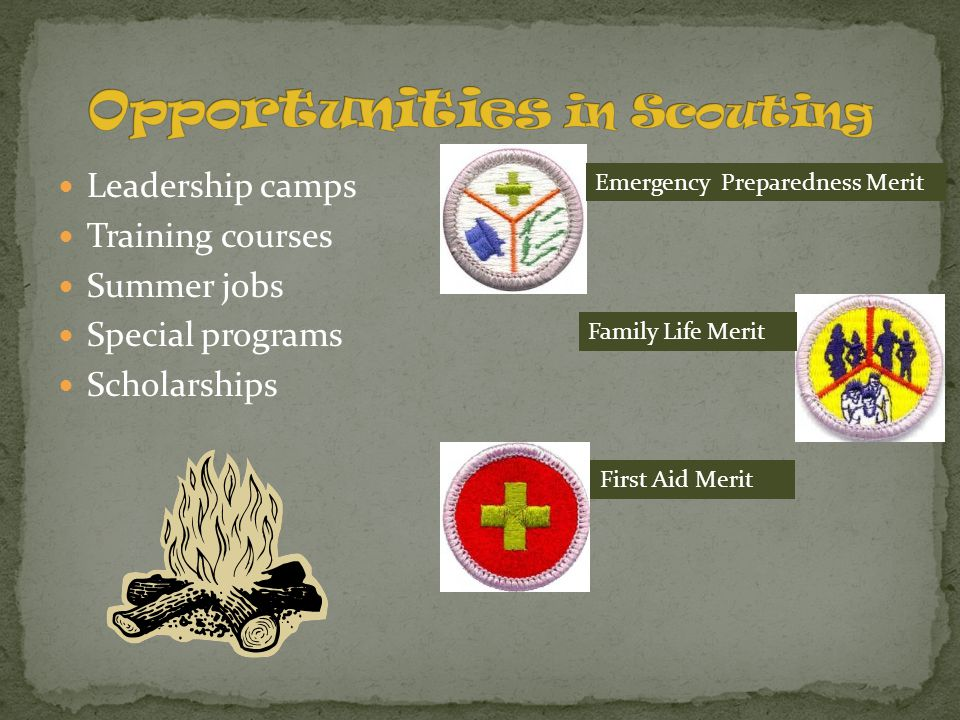 Opportunities in Scouting
Leadership camps
Training courses
Summer jobs
Special programs
Scholarships
Emergency Preparedness Merit
Family Life Merit
First Aid Merit